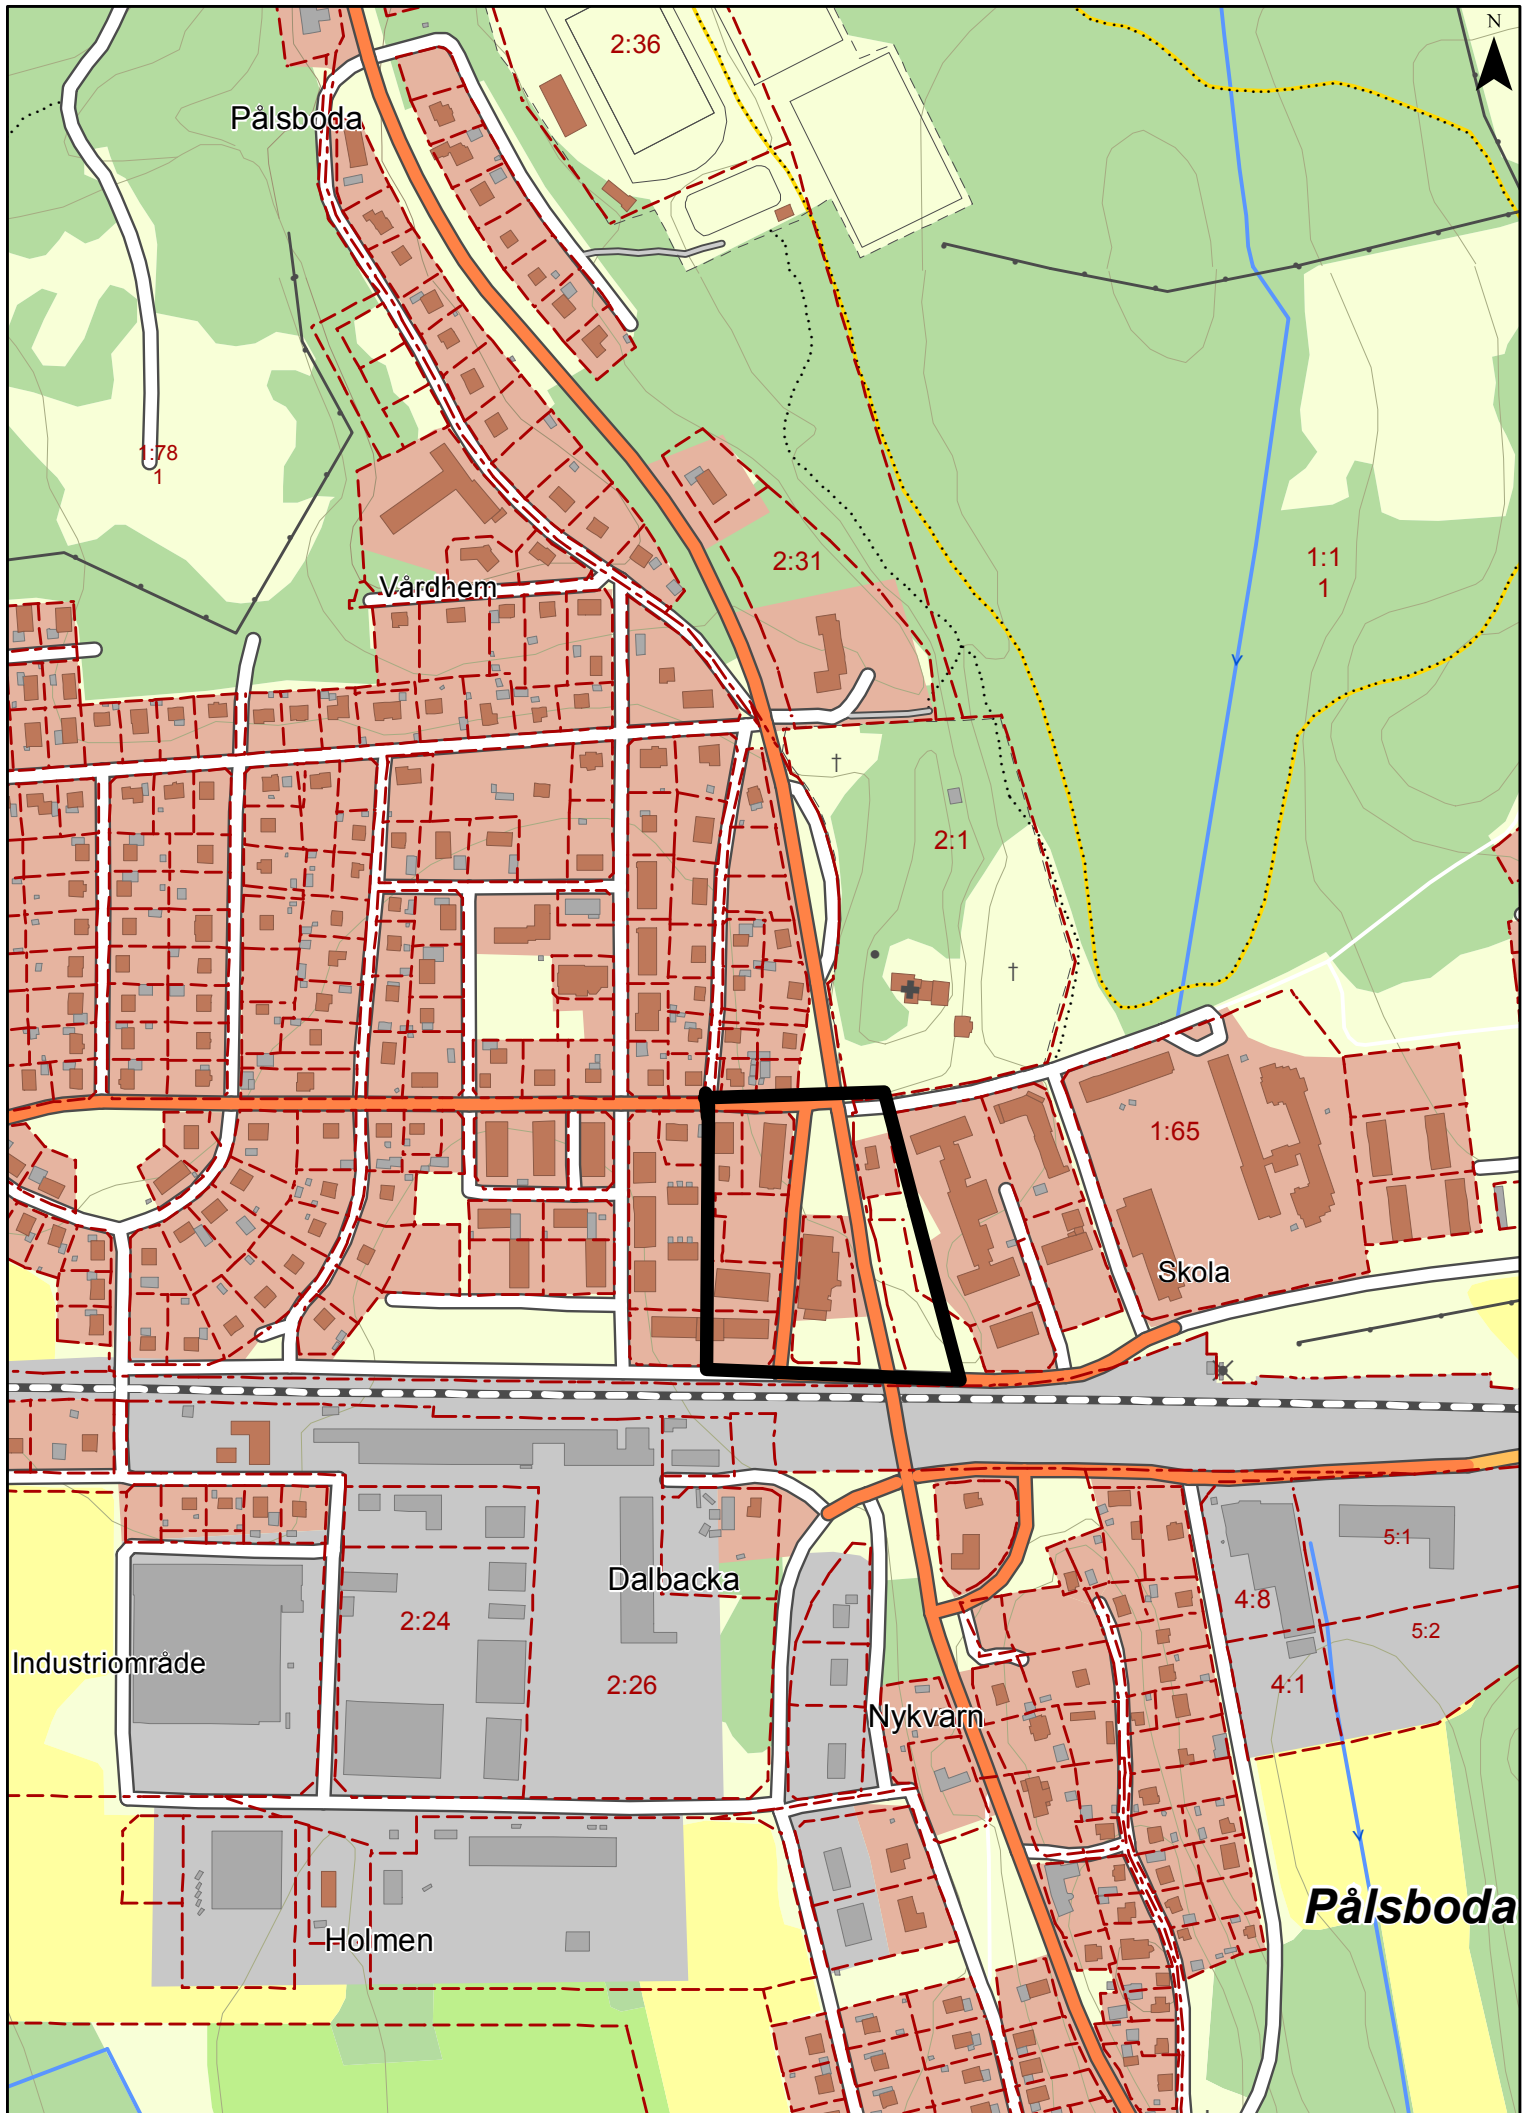 N
2:36
Pålsboda
1:78
1
2:31
1:1
1
Vårdhem
2:1
1:65
Skola
5:1
Dalbacka
4:8
2:24
5:2
Industriområde
2:26
4:1
Nykvarn
Pålsboda
Holmen